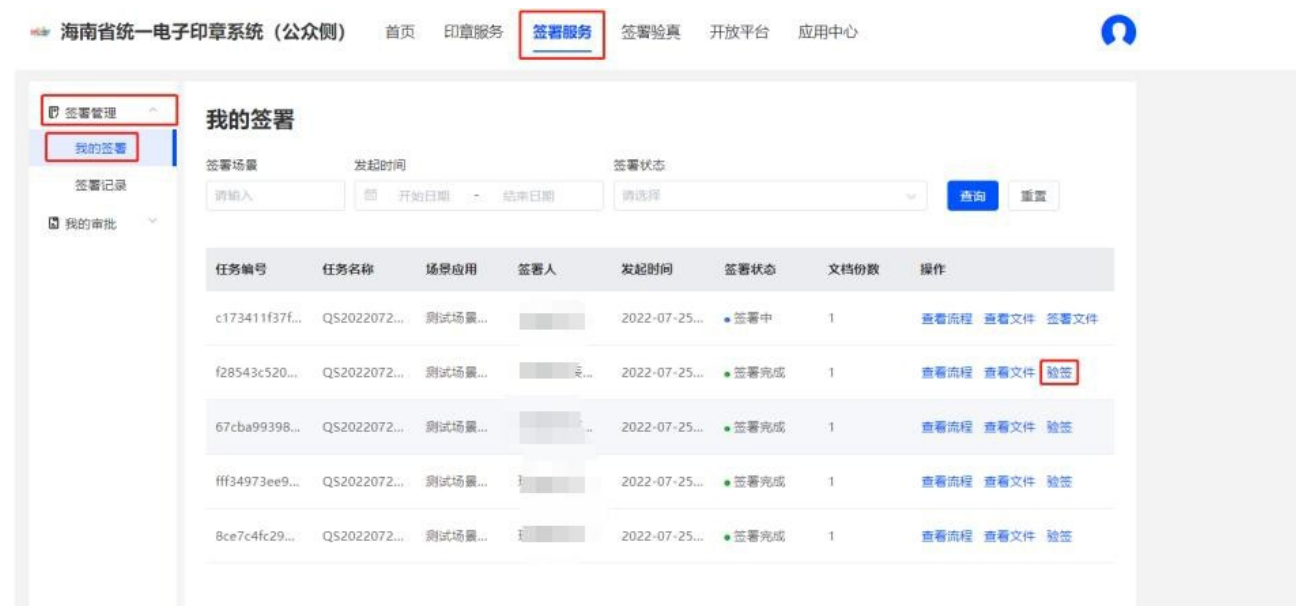 海南省统一电子印章系统（公众侧） 首页 印章服务 签署服务 签署验真 开放平台 应用中心
签署管理
我的签署
签署记录
我的审批
我的签署
签署场景 发起时间 签署状态
请输入 开始日期 - 结束日期 请选择 查询 重置
任务编号 任务名称 场景应用 签署人 发起时间 签署状态 文档份数 操作
c173411f37f... QS2022072... 测试场景... 2022-07-25... 签署中 1 查看流程 查看文件 签署文件
f28543c520... QS2022072... 测试场景... 2022-07-25... 签署完成 1 查看流程 查看文件 验签
67cba99398... QS2022072... 测试场景... 2022-07-25... 签署完成 1 查看流程 查看文件 验签
fff34973ee9... QS2022072... 测试场景... 2022-07-25... 签署完成 1 查看流程 查看文件 验签
8ce7c4fc29... QS2022072... 测试场景... 2022-07-25... 签署完成 1 查看流程 查看文件 验签